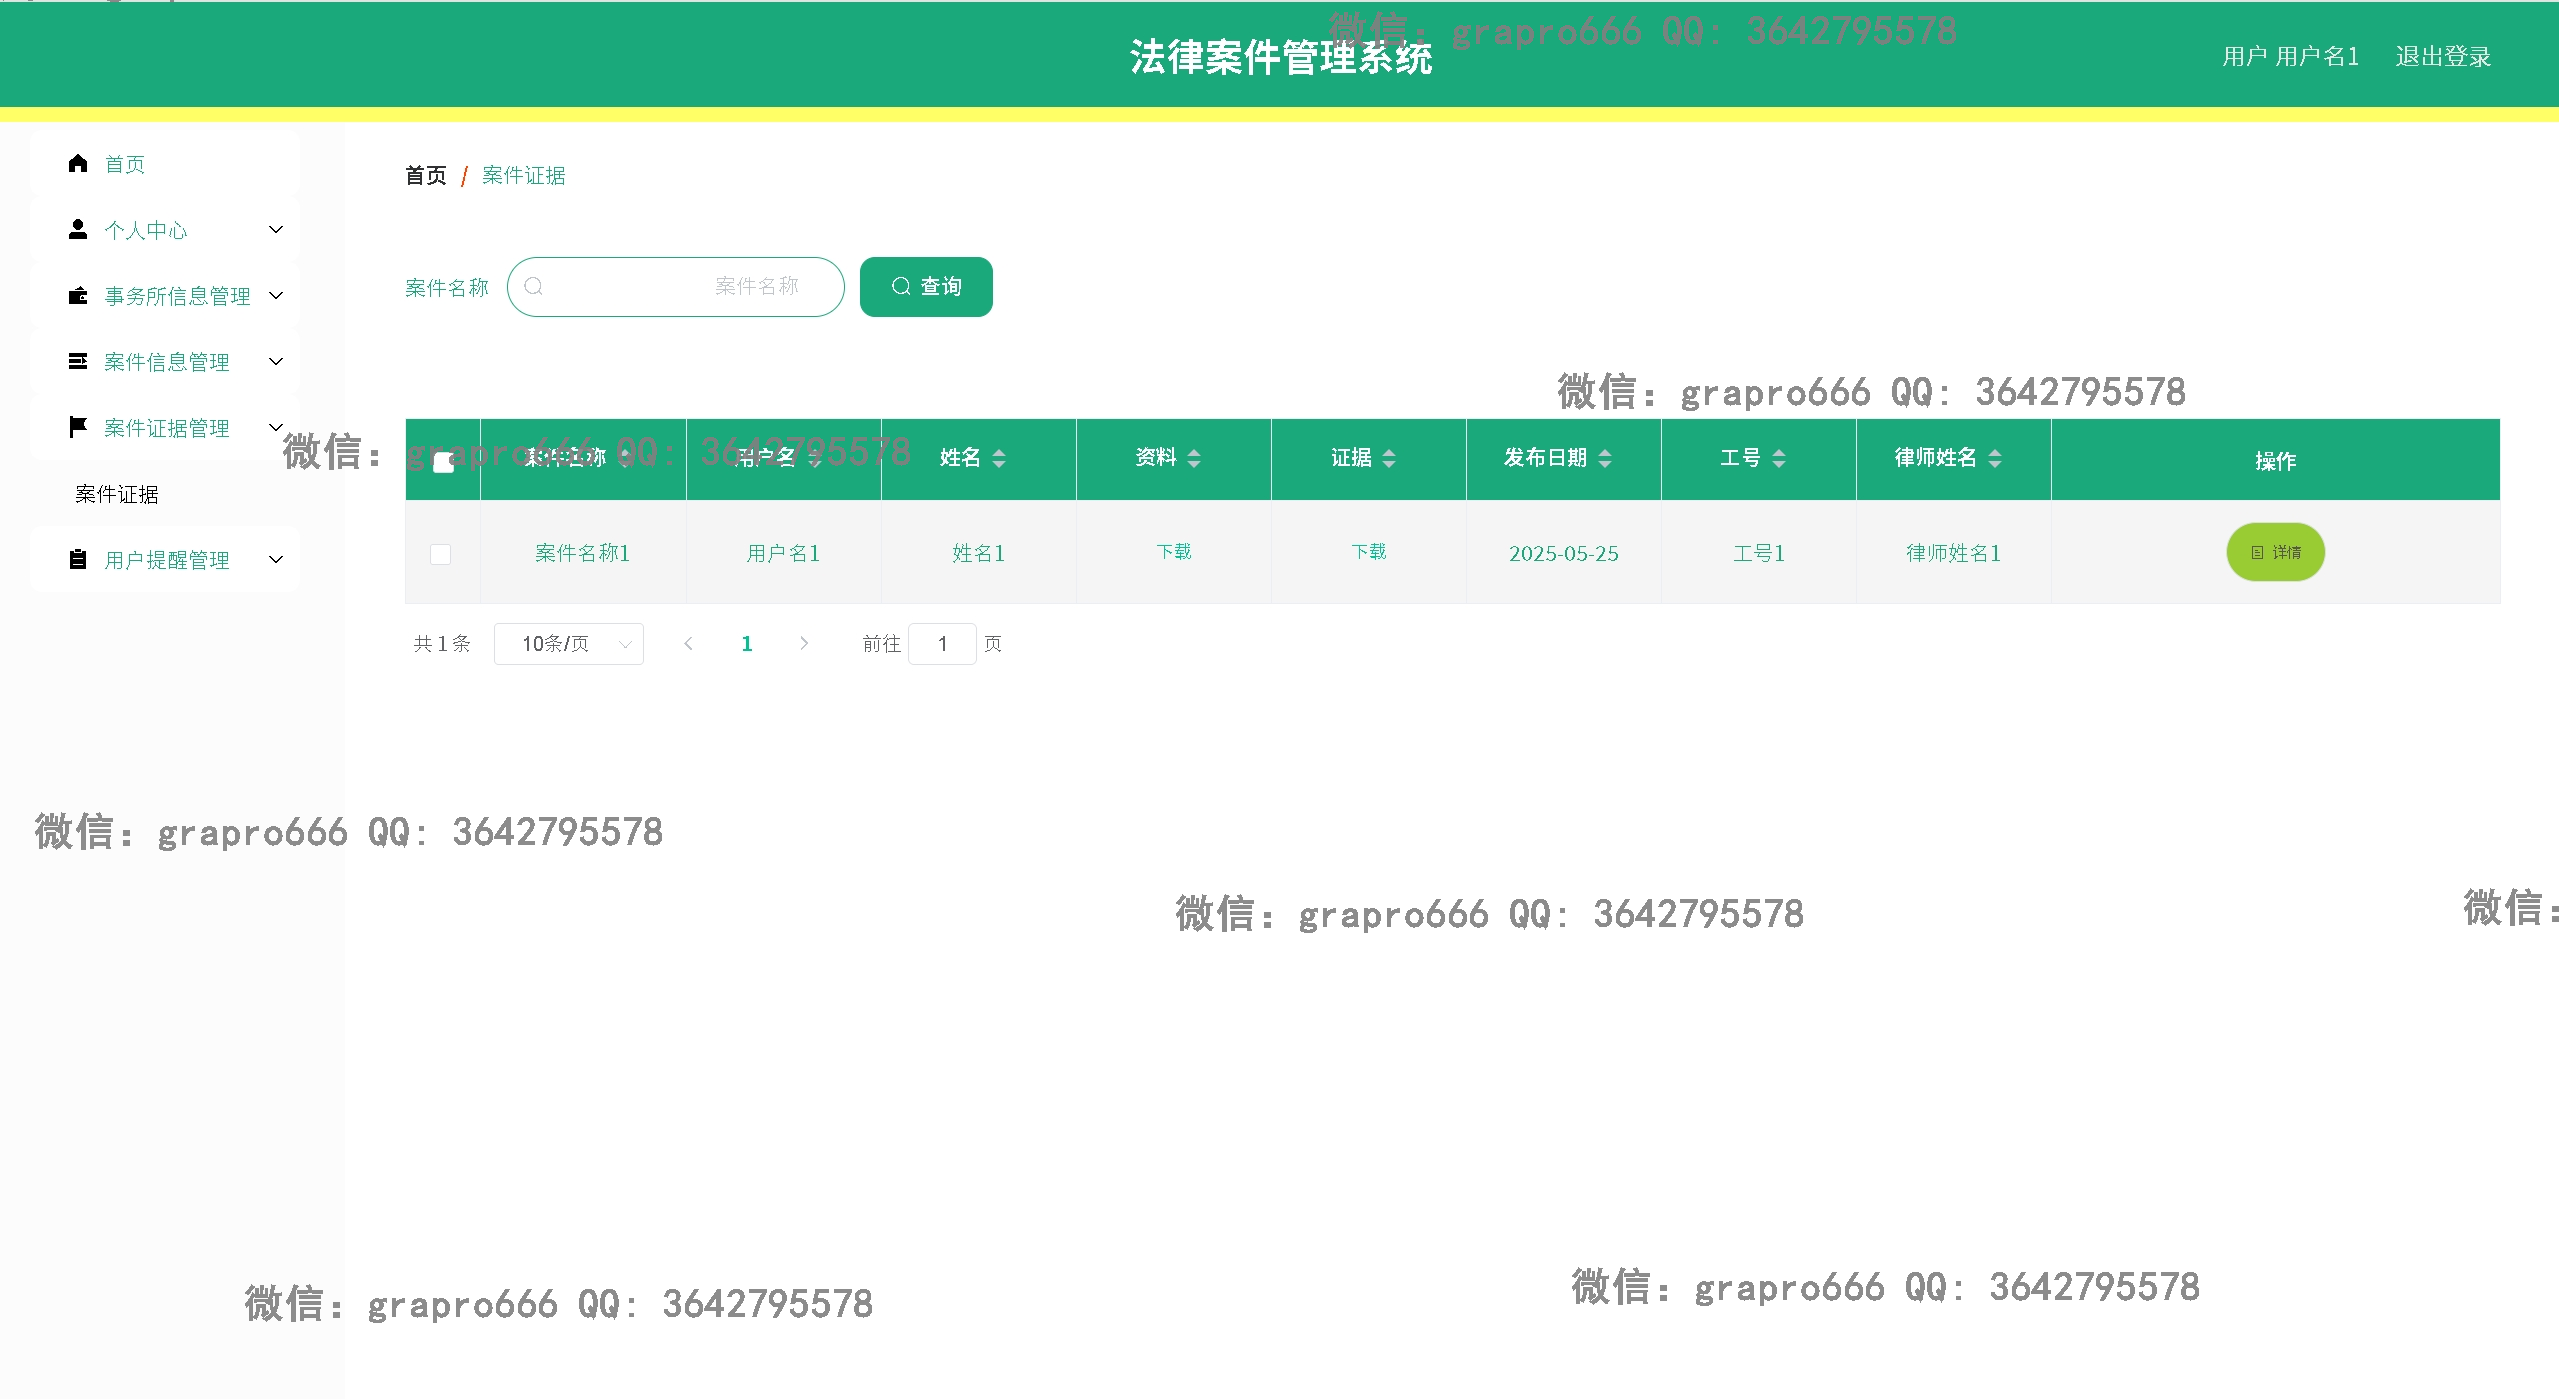 微信：grapro666 QQ: 3642795578
法律案件管理系统
用户 用户名1 退出登录
首页
个人中心
事务所信息管理
案件信息管理
案件证据管理
案件证据
用户提醒管理
首页 / 案件证据
案件名称 案件名称 查询
微信：grapro666 QQ: 3642795578
微信：grapro666 QQ: 3642795578
案件名称 用户名 姓名 资料 证据 发布日期 工号 律师姓名 操作
案件名称1 用户名1 姓名1 下载 下载 2025-05-25 工号1 律师姓名1 详情
共 1 条 10条/页 1 前往 1 页
微信：grapro666 QQ: 3642795578
微信：grapro666 QQ: 3642795578
微信：
微信：grapro666 QQ: 3642795578
微信：grapro666 QQ: 3642795578